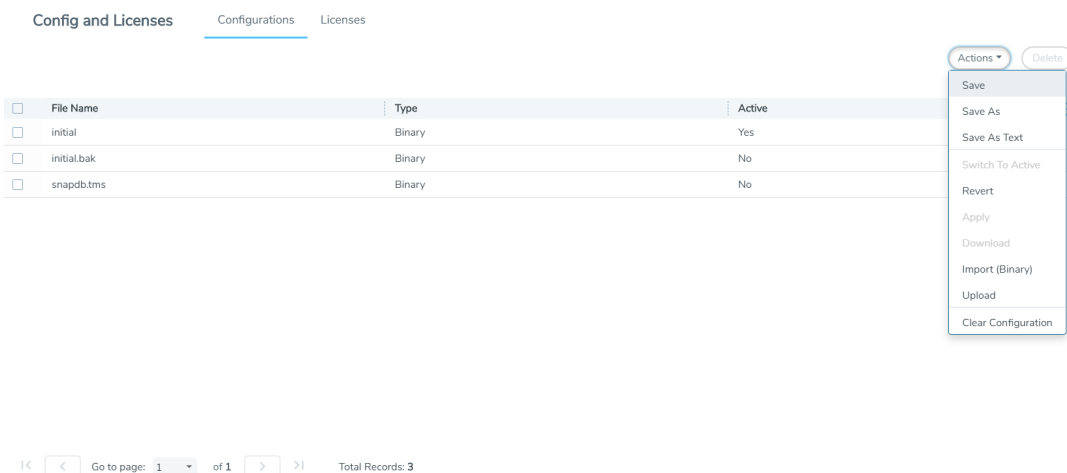 Config and Licenses Configurations Licenses
Actions Delete
Save
File Name Type Active Save As
initial Binary Yes Save As Text
initial.bak Binary No Switch To Active
snapdb.tms Binary No Revert
Apply
Download
Import (Binary)
Upload
Clear Configuration
Go to page: 1 of 1 Total Records: 3